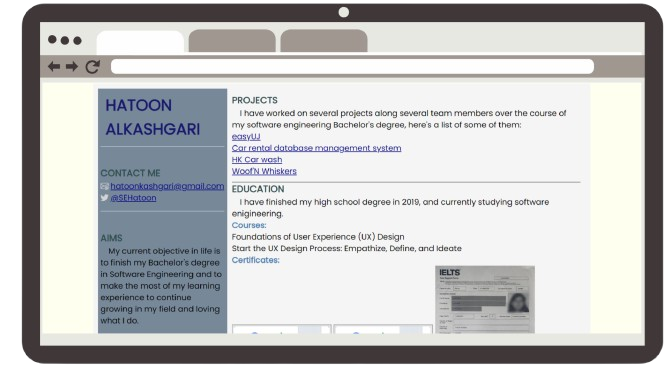 HATOON
ALKASHGARI
CONTACT ME
hatoonkashgari@gmail.com
@SEHatoon
AIMS
My current objective in life is
to finish my Bachelor's degree
in Software Engineering and to
make the most of my learning
experience to continue
growing in my field and loving
what I do.
PROJECTS
I have worked on several projects along several team members over the course of
my software engineering Bachelor's degree, here's a list of some of them:
easyUJ
Car rental database management system
HK Car wash
Woof'N Whiskers
EDUCATION
I have finished my high school degree in 2019, and currently studying software
enigineering.
Courses:
Foundations of User Experience (UX) Design
Start the UX Design Process: Empathize, Define, and Ideate
Certificates:
IELTS